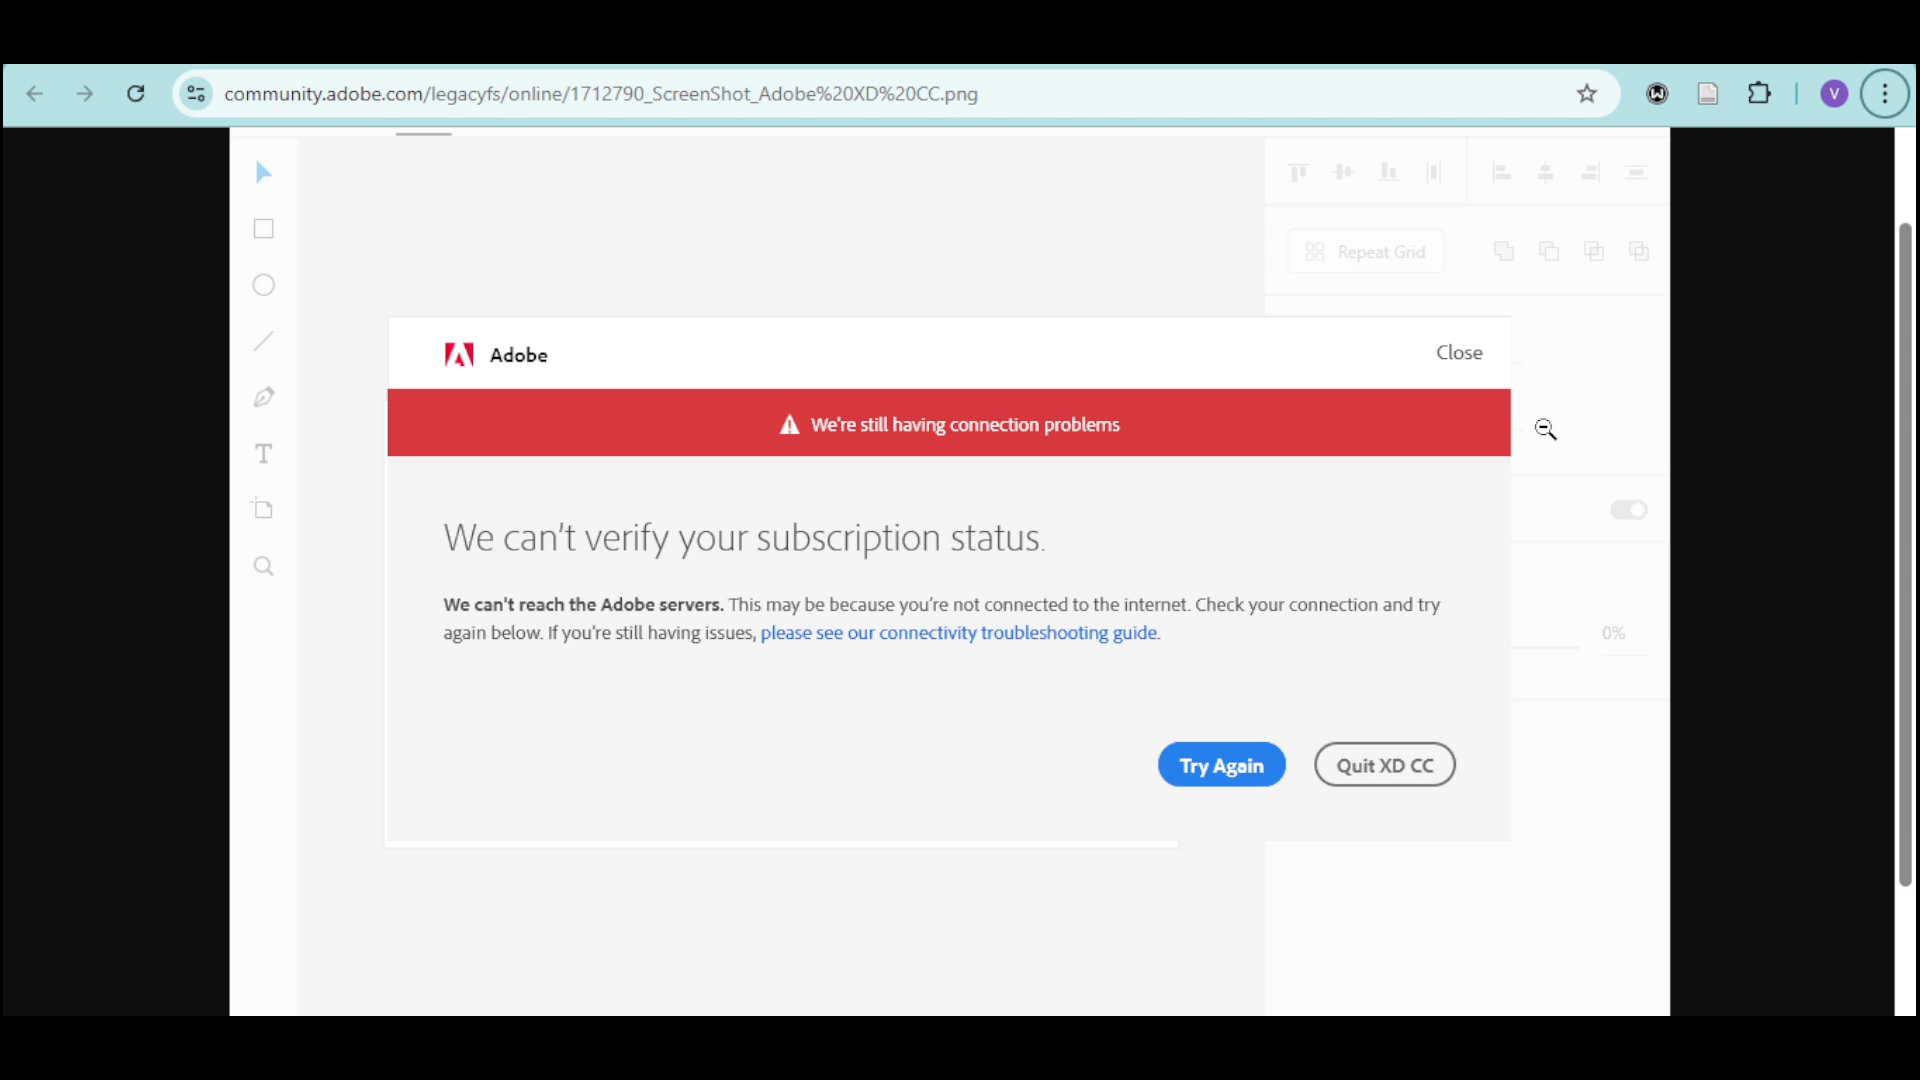 community.adobe.com/legacyfs/online/1712790_ScreenShot_Adobe%20XD%20CC.png
V
Repeat Grid
Adobe
Close
We're still having connection problems
We can't verify your subscription status.
We can't reach the Adobe servers. This may be because you're not connected to the internet. Check your connection and try
again below. If you're still having issues, please see our connectivity troubleshooting guide.
0%
Try Again
Quit XD CC